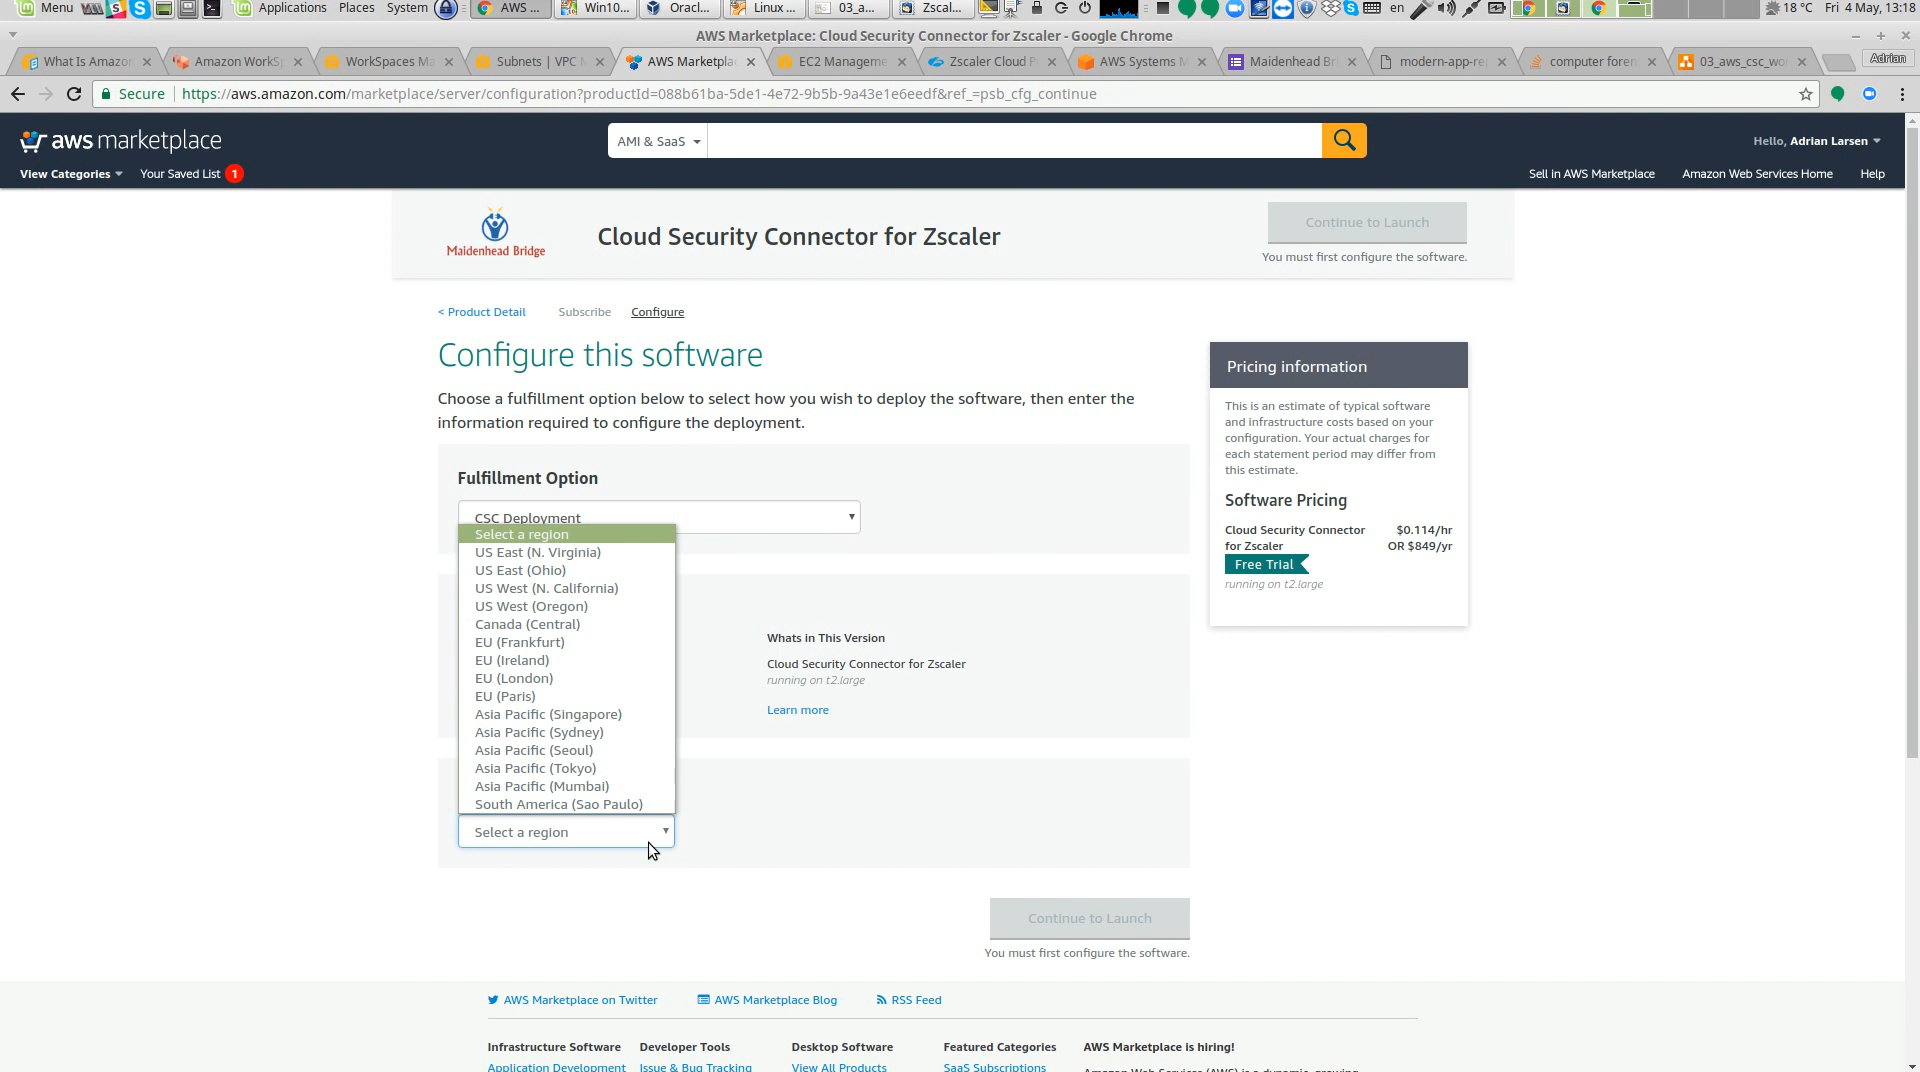 Menu
Applications
Places
System
AWS ...
Win10...
Oracl...
Linux ...
03_a...
Zscal...
en
18 °C
Fri 4 May, 13:18
AWS Marketplace: Cloud Security Connector for Zscaler - Google Chrome
What Is Amazon
Amazon WorkS
WorkSpaces Ma
Subnets | VPC M
AWS Marketplac
EC2 Manageme
Zscaler Cloud P
AWS Systems M
Maidenhead Bri
modern-app-re
computer foren
03_aws_csc_wo
Adrian
Secure
https://aws.amazon.com/marketplace/server/configuration?productId=088b61ba-5de1-4e72-9b5b-9a43e1e6eedf&ref_=psb_cfg_continue
aws marketplace
AMI & SaaS
Hello, Adrian Larsen
View Categories
Your Saved List 1
Sell in AWS Marketplace
Amazon Web Services Home
Help
Maidenhead Bridge
Cloud Security Connector for Zscaler
Continue to Launch
You must first configure the software.
< Product Detail
Subscribe
Configure
Configure this software
Choose a fulfillment option below to select how you wish to deploy the software, then enter the
information required to configure the deployment.
Fulfillment Option
CSC Deployment
Select a region
US East (N. Virginia)
US East (Ohio)
US West (N. California)
US West (Oregon)
Canada (Central)
EU (Frankfurt)
EU (Ireland)
EU (London)
EU (Paris)
Asia Pacific (Singapore)
Asia Pacific (Sydney)
Asia Pacific (Seoul)
Asia Pacific (Tokyo)
Asia Pacific (Mumbai)
South America (Sao Paulo)
Select a region
Whats in This Version
Cloud Security Connector for Zscaler
running on t2.large
Learn more
Pricing information
This is an estimate of typical software
and infrastructure costs based on your
configuration. Your actual charges for
each statement period may differ from
this estimate.
Software Pricing
Cloud Security Connector $0.114/hr
for Zscaler OR $849/yr
Free Trial
running on t2.large
Continue to Launch
You must first configure the software.
AWS Marketplace on Twitter
AWS Marketplace Blog
RSS Feed
Infrastructure Software
Developer Tools
Desktop Software
Featured Categories
AWS Marketplace is hiring!
Application Development
Issue & Bug Tracking
View All Products
SaaS Subscriptions
Amazon Web Services (AWS) is a dynamic, growing